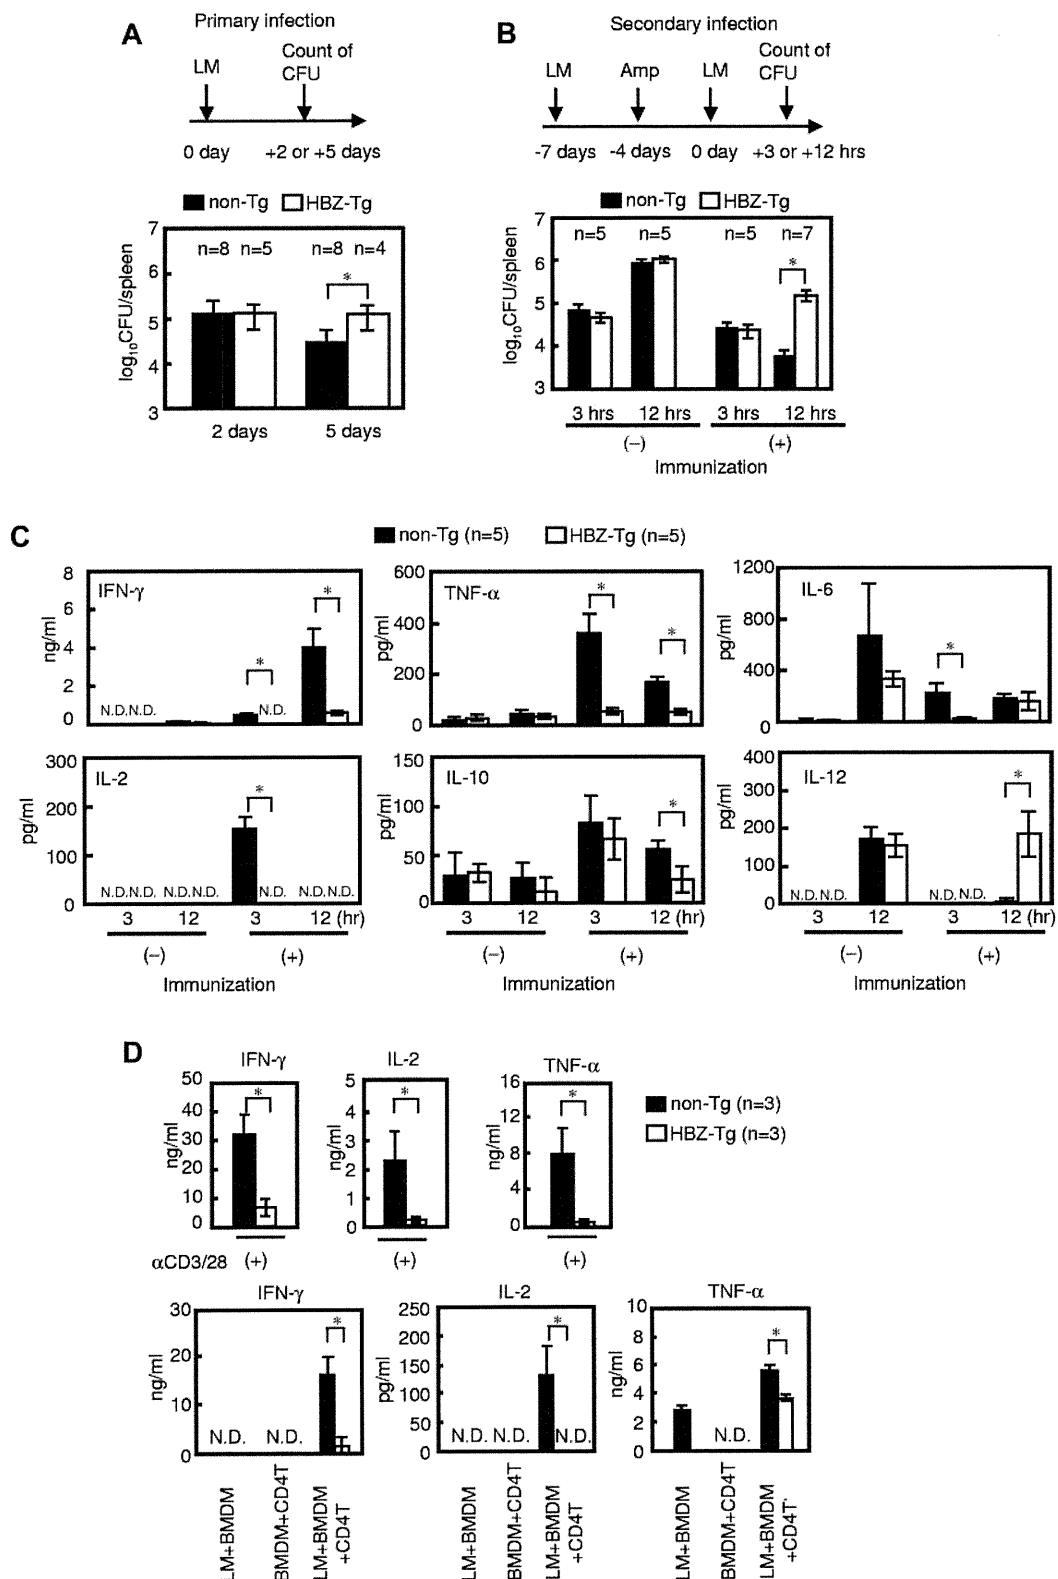 A
Primary infection
LM
Count of
CFU
0 day +2 or +5 days
non-Tg HBZ-Tg
log10CFU/spleen
7
6
5
4
3
n=8 n=5 n=8 n=4
*
2 days 5 days
B
Secondary infection
LM Amp LM
Count of
CFU
-7 days -4 days 0 day +3 or +12 hrs
non-Tg HBZ-Tg
log10CFU/spleen
7
6
5
4
3
n=5 n=5 n=5 n=7
*
3 hrs 12 hrs 3 hrs 12 hrs
(−) (+)
Immunization
C
non-Tg (n=5) HBZ-Tg (n=5)
IFN-γ
ng/ml
8
6
4
2
0
N.D.N.D. * N.D. *
TNF-α
pg/ml
600
400
200
0
* *
IL-6
pg/ml
1200
800
400
0
*
IL-2
pg/ml
300
200
100
0
*
N.D.N.D. N.D.N.D. N.D. N.D.N.D.
3 12 3 12 (hr)
(−) (+)
Immunization
IL-10
pg/ml
150
100
50
0
*
3 12 3 12 (hr)
(−) (+)
Immunization
IL-12
pg/ml
400
300
200
100
0
*
N.D.N.D. N.D.N.D.
3 12 3 12 (hr)
(−) (+)
Immunization
D
IFN-γ
ng/ml
50
40
30
20
10
0
*
αCD3/28 (+)
IL-2
ng/ml
5
4
3
2
1
0
*
(+)
TNF-α
ng/ml
16
12
8
4
0
*
(+)
non-Tg (n=3)
HBZ-Tg (n=3)
IFN-γ
ng/ml
30
20
10
0
*
N.D. N.D.
LM+BMDM
BMDM+CD4T
LM+BMDM
+CD4T
IL-2
pg/ml
250
200
150
100
50
0
*
N.D. N.D. N.D.
LM+BMDM
BMDM+CD4T
LM+BMDM
+CD4T
TNF-α
ng/ml
10
8
6
4
2
0
*
N.D.
LM+BMDM
BMDM+CD4T
LM+BMDM
+CD4T